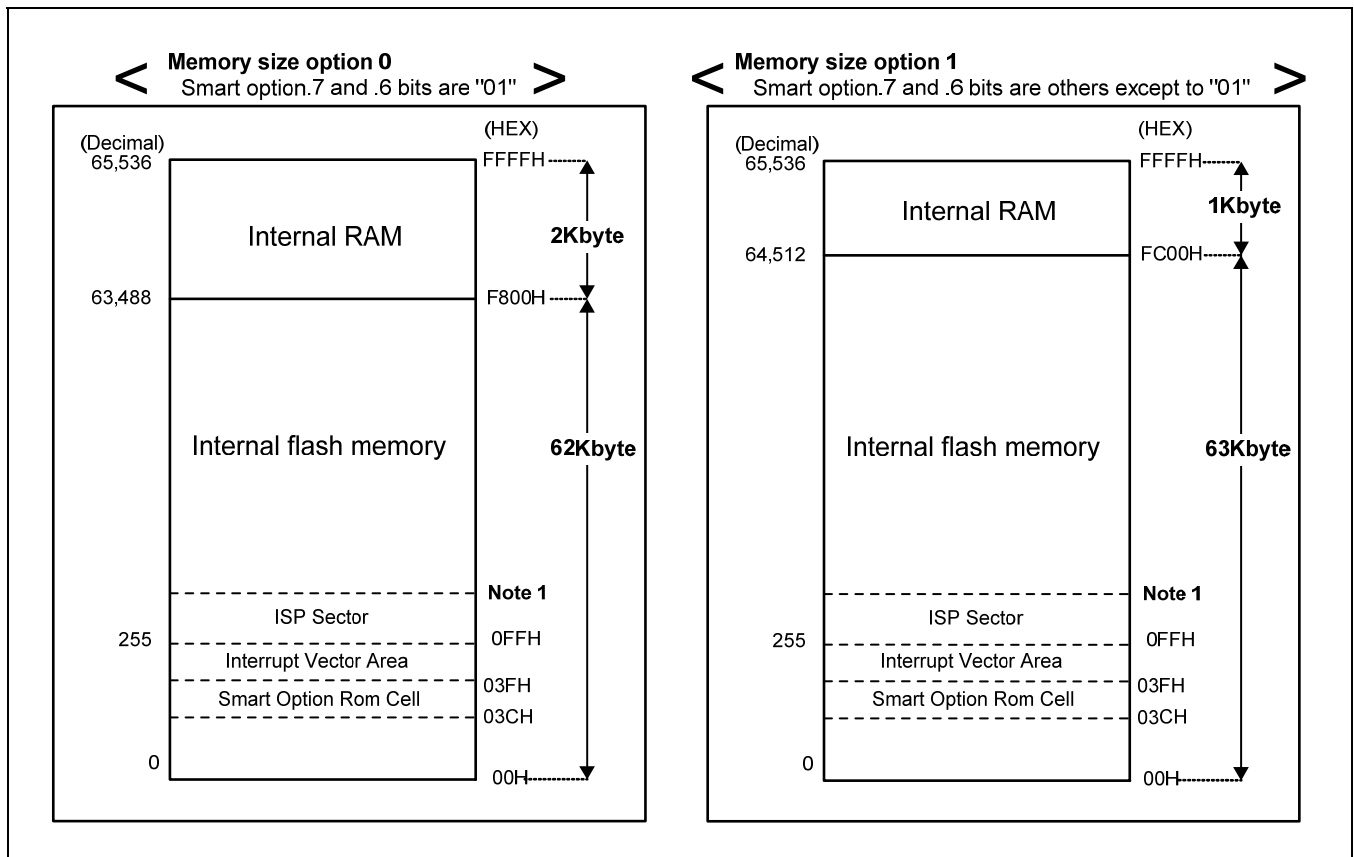 < Memory size option 0 >
Smart option.7 and .6 bits are "01"
(Decimal)
(HEX)
65,536
FFFFH
Internal RAM
2Kbyte
63,488
F800H
Internal flash memory
62Kbyte
Note 1
ISP Sector
255
0FFH
Interrupt Vector Area
03FH
Smart Option Rom Cell
03CH
0
00H
< Memory size option 1 >
Smart option.7 and .6 bits are others except to "01"
(Decimal)
(HEX)
65,536
FFFFH
Internal RAM
1Kbyte
64,512
FC00H
Internal flash memory
63Kbyte
Note 1
ISP Sector
255
0FFH
Interrupt Vector Area
03FH
Smart Option Rom Cell
03CH
0
00H